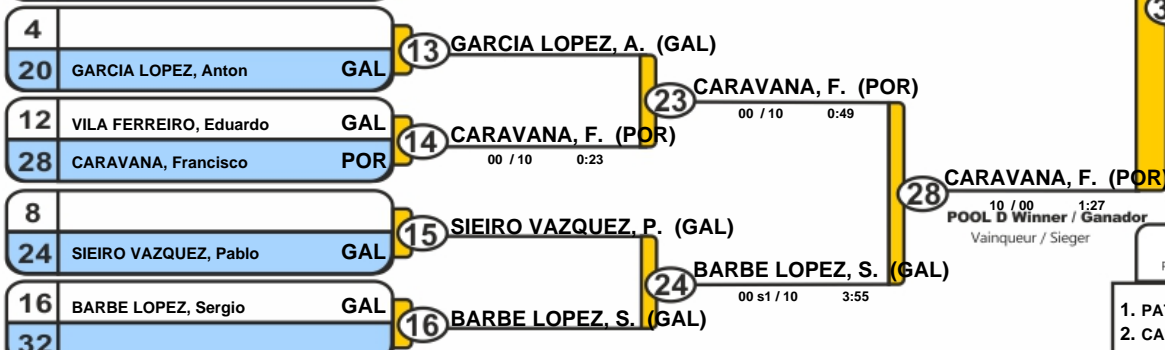 4
20 GARCIA LOPEZ, Anton GAL
12 VILA FERREIRO, Eduardo GAL
28 CARAVANA, Francisco POR
8
24 SIEIRO VAZQUEZ, Pablo GAL
16 BARBE LOPEZ, Sergio GAL
32
13 GARCIA LOPEZ, A. (GAL)
14 CARAVANA, F. (POR)
00 / 10 0:23
15 SIEIRO VAZQUEZ, P. (GAL)
16 BARBE LOPEZ, S. (GAL)
23 CARAVANA, F. (POR)
00 / 10 0:49
24 BARBE LOPEZ, S. (GAL)
00 s1 / 10 3:55
28 CARAVANA, F. (POR)
10 / 00 1:27
POOL D Winner / Ganador
Vainqueur / Sieger
1.
2.